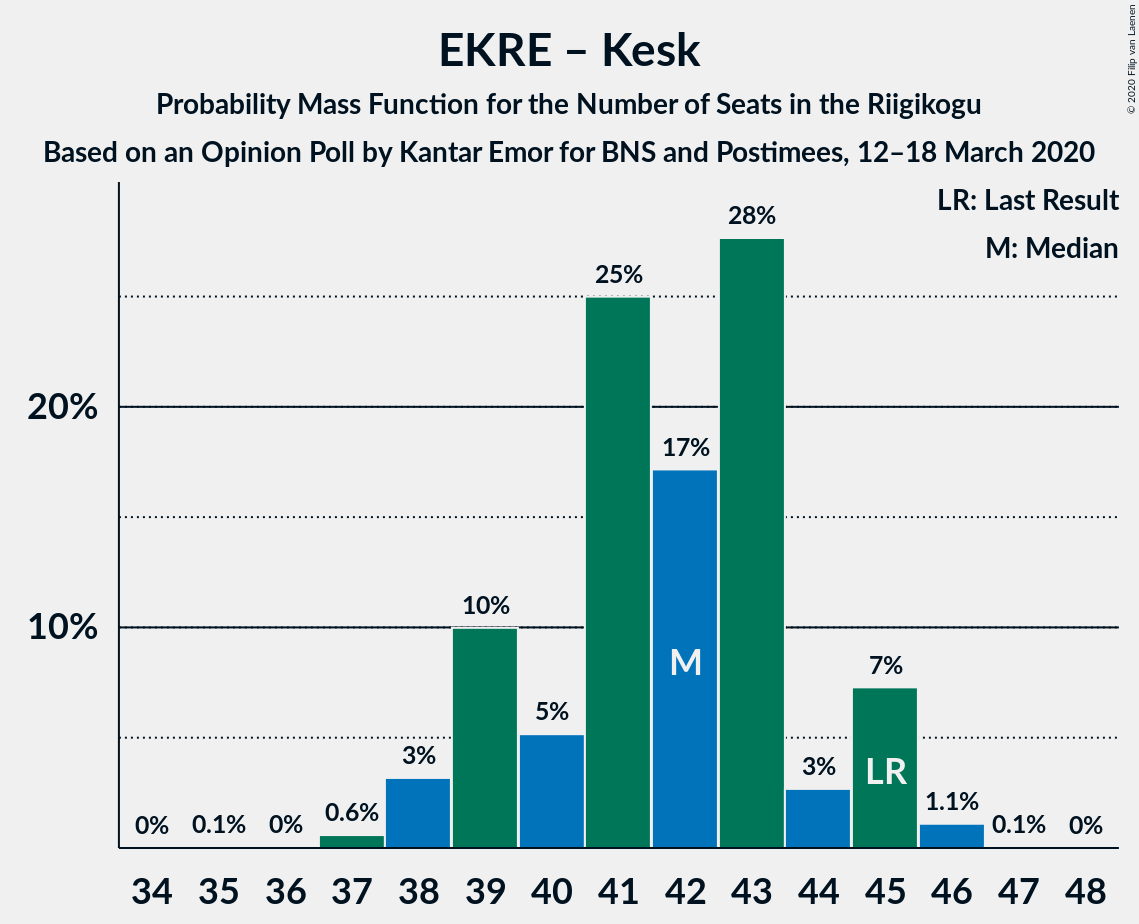 EKRE – Kesk
Probability Mass Function for the Number of Seats in the Riigikogu
Based on an Opinion Poll by Kantar Emor for BNS and Postimees, 12–18 March 2020
© 2020 Filip van Laenen
LR: Last Result
M: Median
28%
25%
20%
17%
10%
10%
M
7%
5%
3%
3%
LR
1.1%
0.6%
0%
0.1%
0%
0.1%
0%
34 35 36 37 38 39 40 41 42 43 44 45 46 47 48